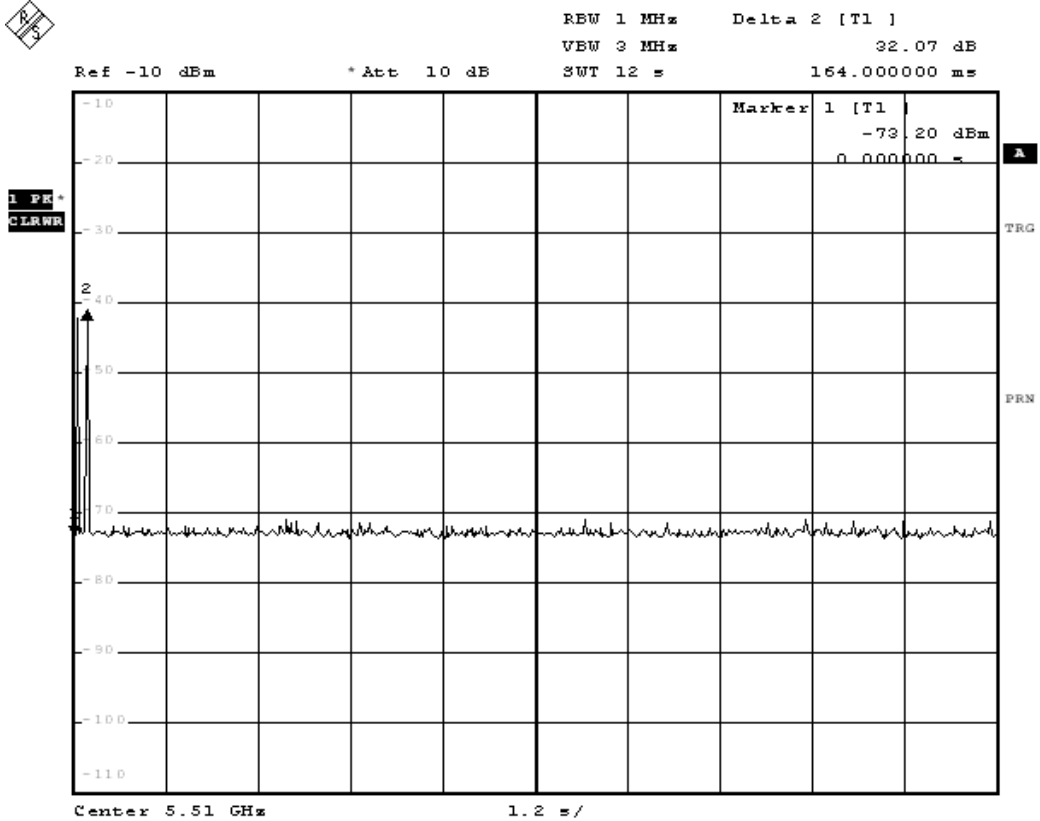 R S
RBW 1 MHz Delta 2 [T1 ]
VBW 3 MHz 32.07 dB
Ref -10 dBm * Att 10 dB SWT 12 s 164.000000 ms
-10
Marker 1 [T1 ]
-73.20 dBm
0.000000 s
A
-20
1 PK*
CLRWR
-30
TRG
2
-40
-50
PRN
-60
1
-70
-80
-90
-100
-110
Center 5.51 GHz 1.2 s/